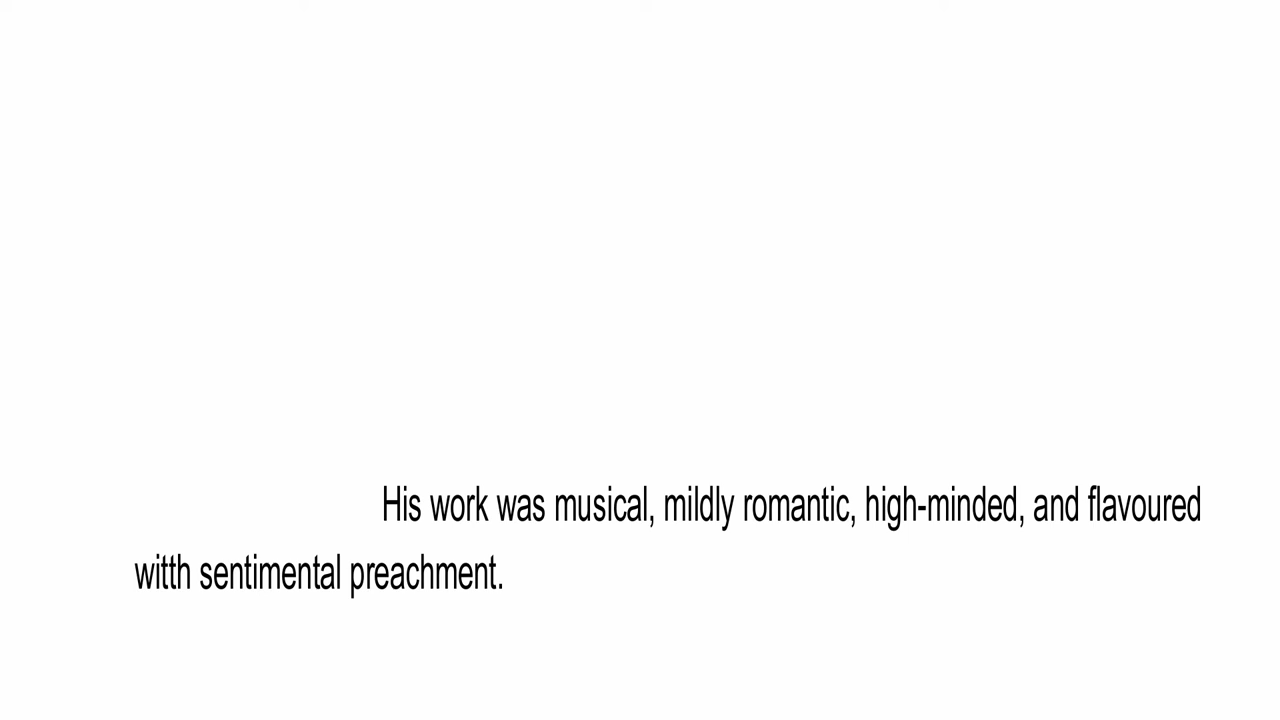 His work was musical, mildly romantic, high-minded, and flavoured
witth sentimental preachment.